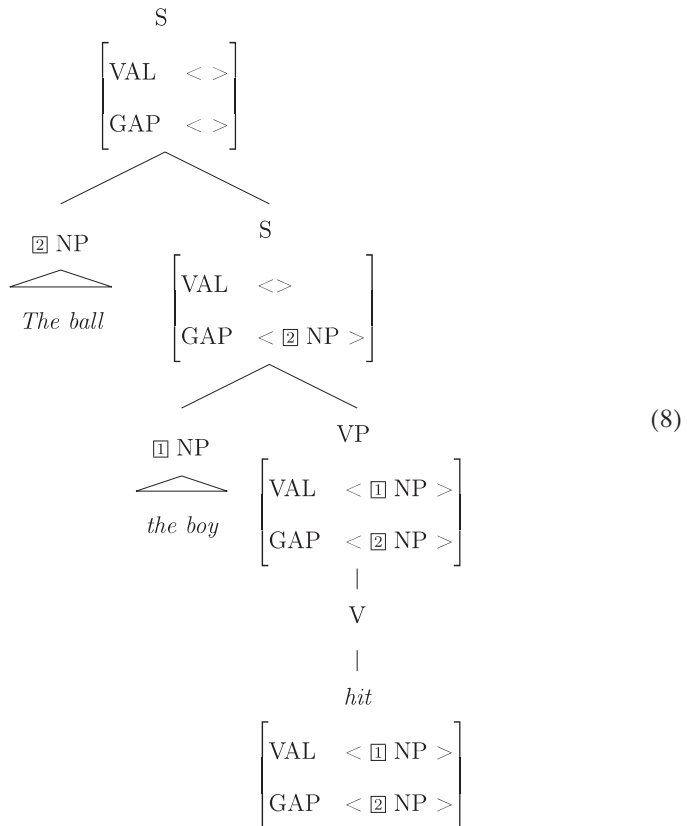 S
VAL < >
GAP < >
2 NP
S
VAL <>
The ball
GAP < 2 NP >
1 NP
VP
VAL < 1 NP >
the boy
GAP < 2 NP >
V
hit
VAL < 1 NP >
GAP < 2 NP >
(8)